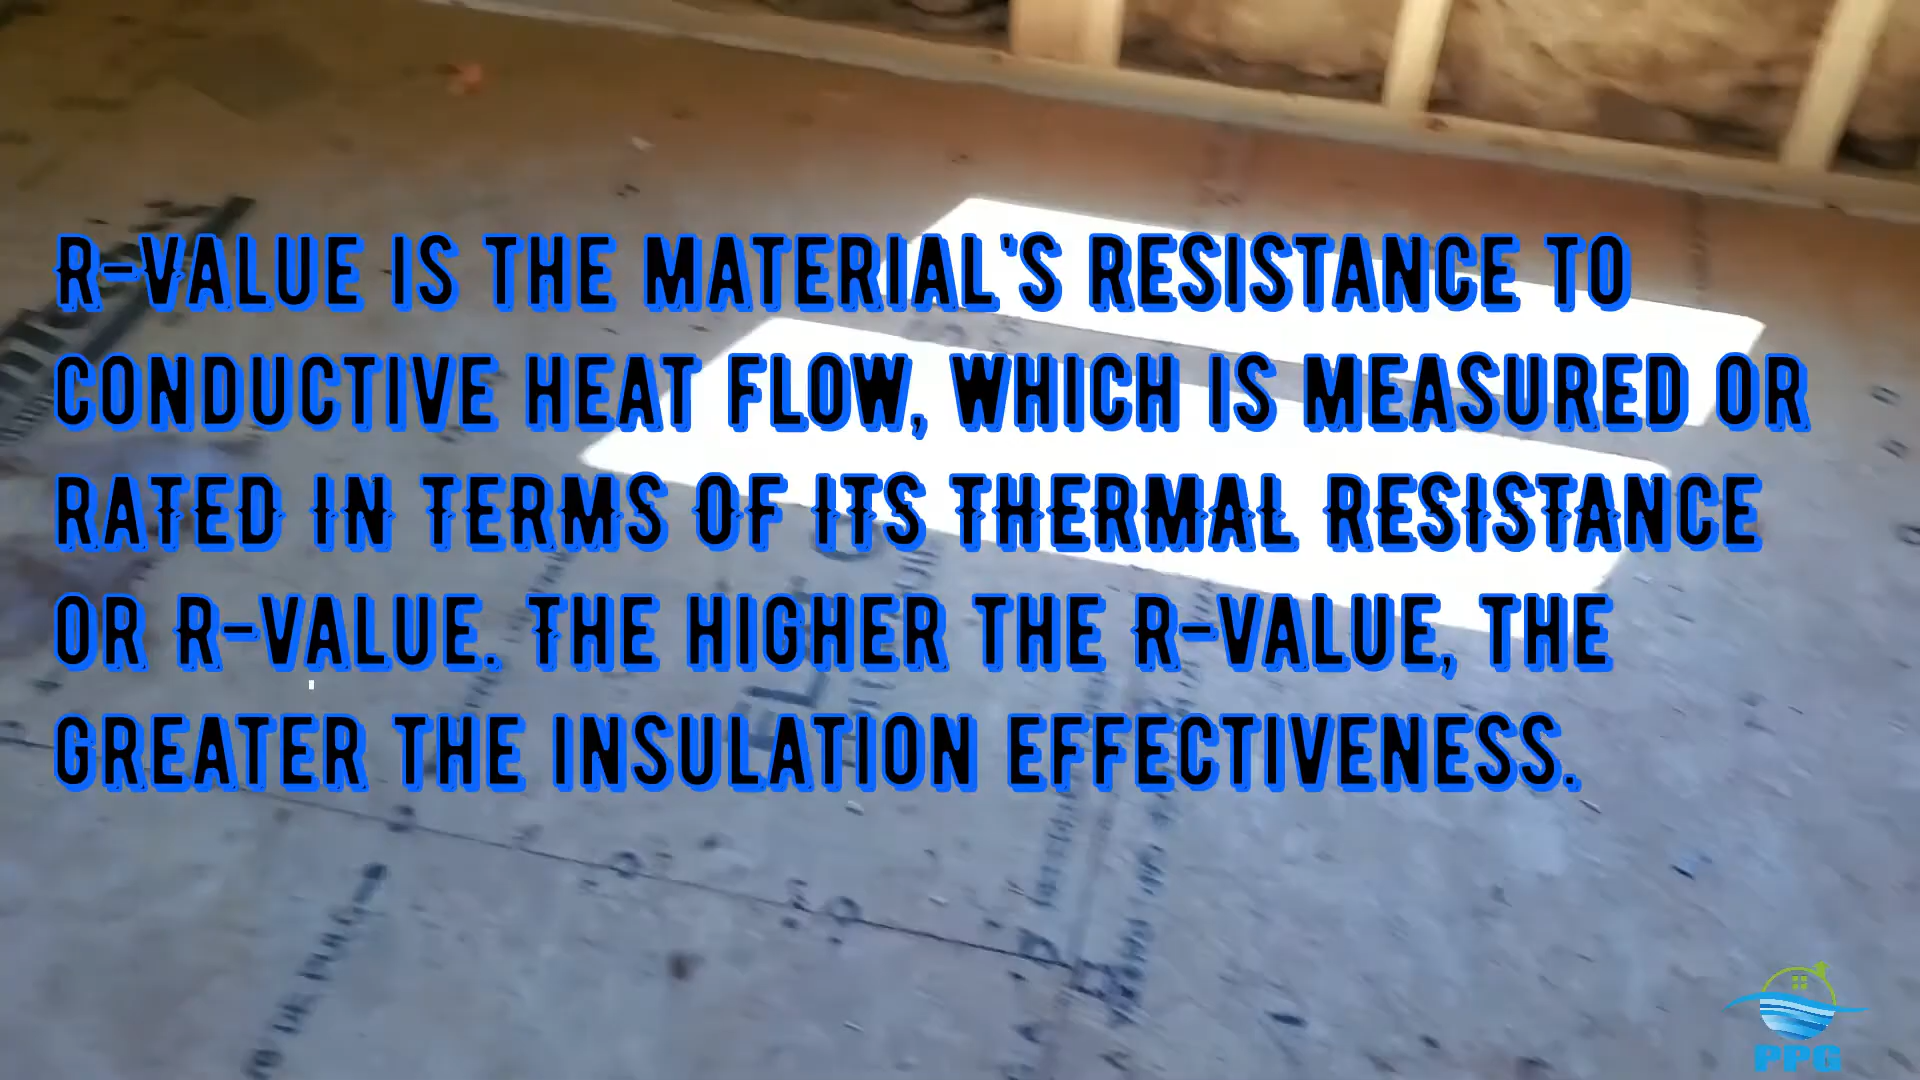 R-VALUE IS THE MATERIAL'S RESISTANCE TO
CONDUCTIVE HEAT FLOW, WHICH IS MEASURED OR
RATED IN TERMS OF ITS THERMAL RESISTANCE
OR R-VALUE. THE HIGHER THE R-VALUE, THE
GREATER THE INSULATION EFFECTIVENESS.
PPG